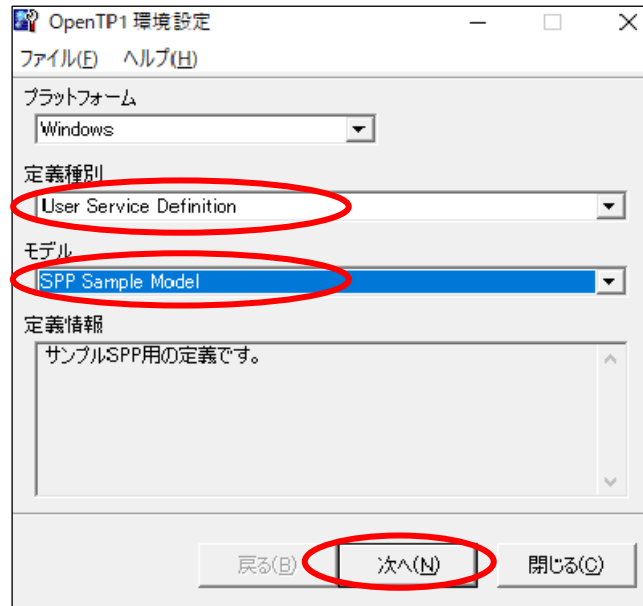 OpenTP1 環境設定
ファイル(F) ヘルプ(H)
プラットフォーム
Windows
定義種別
User Service Definition
モデル
SPP Sample Model
定義情報
サンプルSPP用の定義です。
戻る(B) 次へ(N) 閉じる(C)